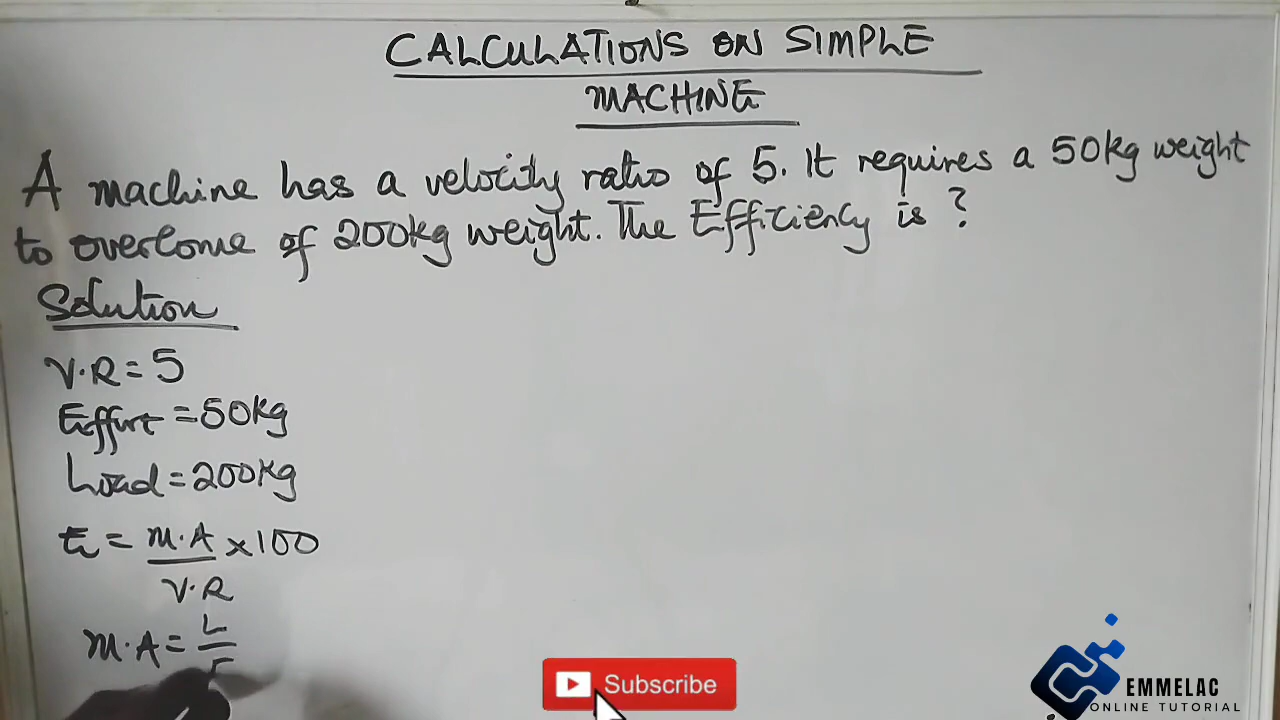 CALCULATIONS ON SIMPLE
MACHINE
A machine has a velocity ratio of 5. It requires a 50kg weight
to overcome of 200kg weight. The Efficiency is ?
Solution
V.R = 5
Effort = 50kg
Load = 200kg
E = M.A × 100
V.R
M.A = L
E
Subscribe
EMMELAC
ONLINE TUTORIAL